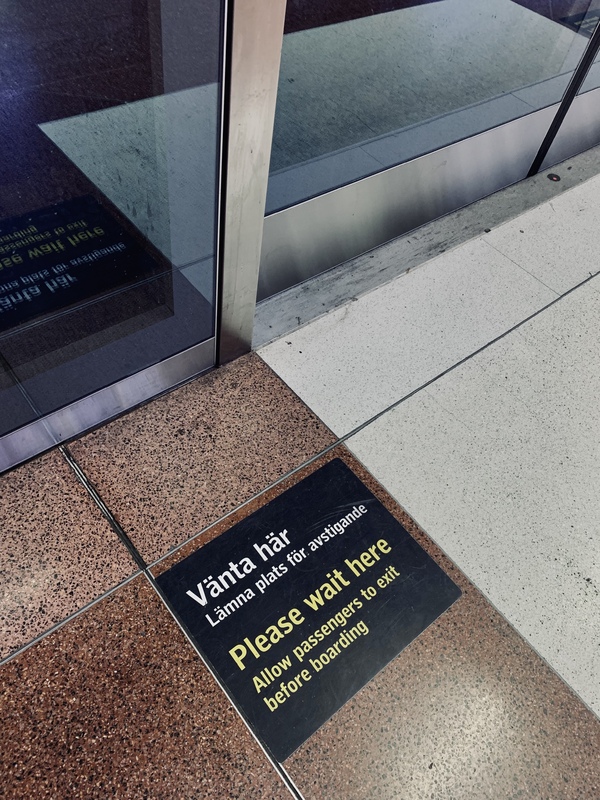 Vänta här
Lämna plats för avstigande
Please wait here
Allow passengers to exit
before boarding